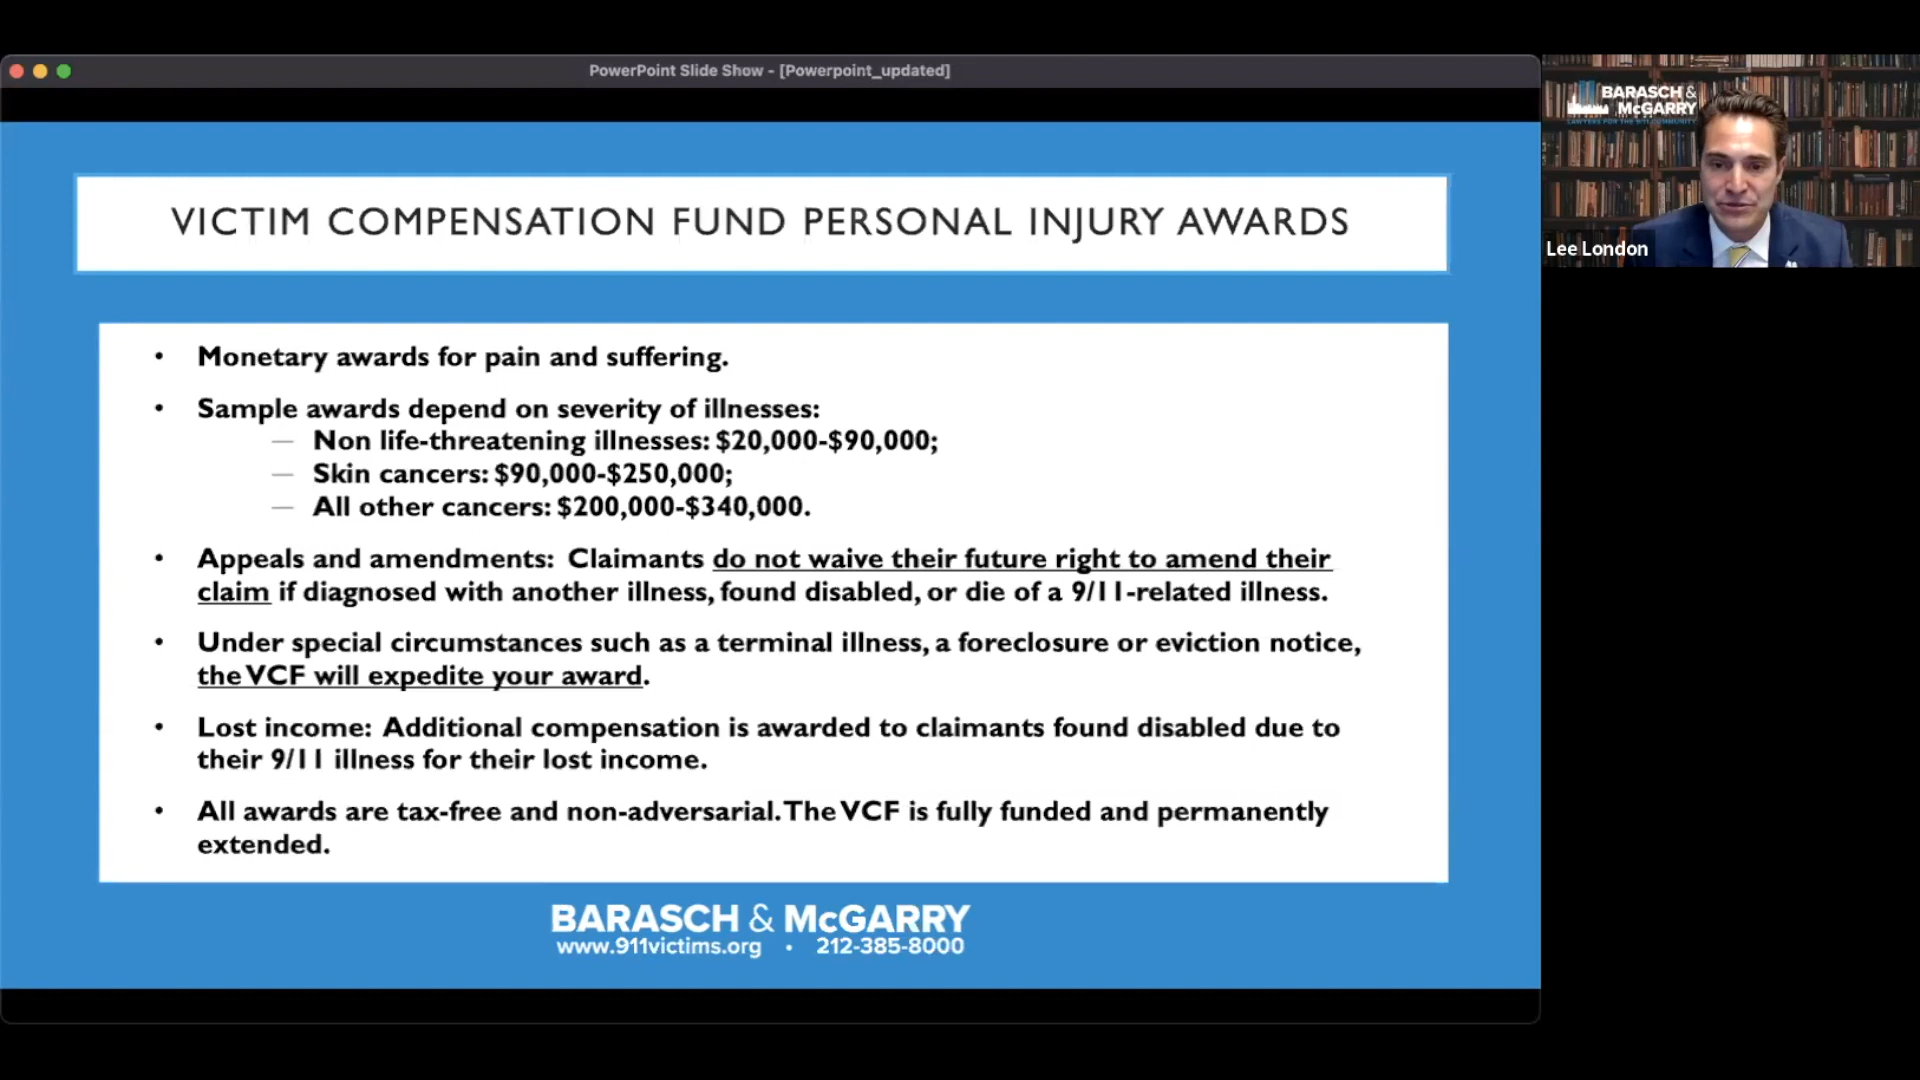 PowerPoint Slide Show - [Powerpoint_updated]
BARASCH &
McGARRY
LAWYERS FOR THE 9/11 COMMUNITY
Lee London
VICTIM COMPENSATION FUND PERSONAL INJURY AWARDS
• Monetary awards for pain and suffering.
• Sample awards depend on severity of illnesses:
— Non life-threatening illnesses: $20,000-$90,000;
— Skin cancers: $90,000-$250,000;
— All other cancers: $200,000-$340,000.
• Appeals and amendments: Claimants do not waive their future right to amend their
claim if diagnosed with another illness, found disabled, or die of a 9/11-related illness.
• Under special circumstances such as a terminal illness, a foreclosure or eviction notice,
the VCF will expedite your award.
• Lost income: Additional compensation is awarded to claimants found disabled due to
their 9/11 illness for their lost income.
• All awards are tax-free and non-adversarial. The VCF is fully funded and permanently
extended.
BARASCH & McGARRY
www.911victims.org • 212-385-8000